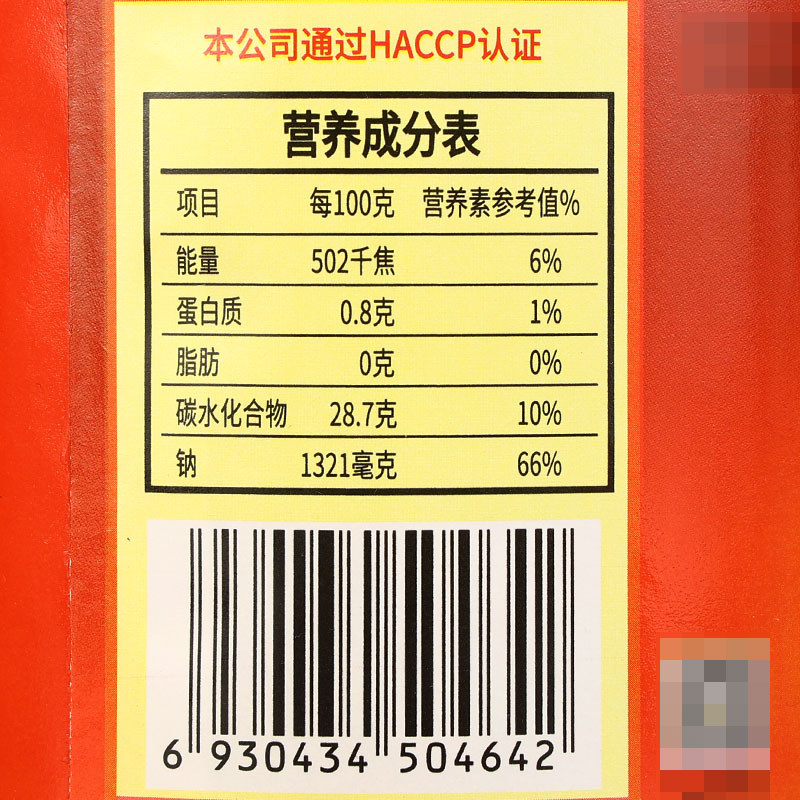 本公司通过HACCP认证
营养成分表
项目 每100克 营养素参考值%
能量 502千焦 6%
蛋白质 0.8克 1%
脂肪 0克 0%
碳水化合物 28.7克 10%
钠 1321毫克 66%
6 930434 504642